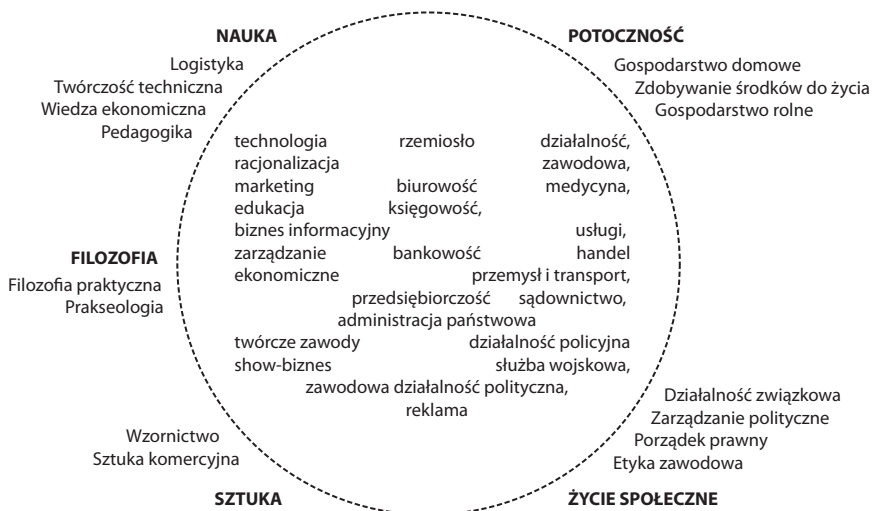 NAUKA
Logistyka
Twórczość techniczna
Wiedza ekonomiczna
Pedagogika
POTOCZNOŚĆ
Gospodarstwo domowe
Zdobywanie środków do życia
Gospodarstwo rolne
technologia rzemiosło działalność,
racjonalizacja zawodowa,
marketing biurowość medycyna,
edukacja księgowość,
biznes informacyjny usługi,
zarządzanie bankowość handel
ekonomiczne przemysł i transport,
przedsiębiorczość sądownictwo,
administracja państwowa
twórcze zawody działalność policyjna
show-biznes służba wojskowa,
zawodowa działalność polityczna,
reklama
FILOZOFIA
Filozofia praktyczna
Prakseologia
Wzornictwo
Sztuka komercyjna
SZTUKA
Działalność związkowa
Zarządzanie polityczne
Porządek prawny
Etyka zawodowa
ŻYCIE SPOŁECZNE